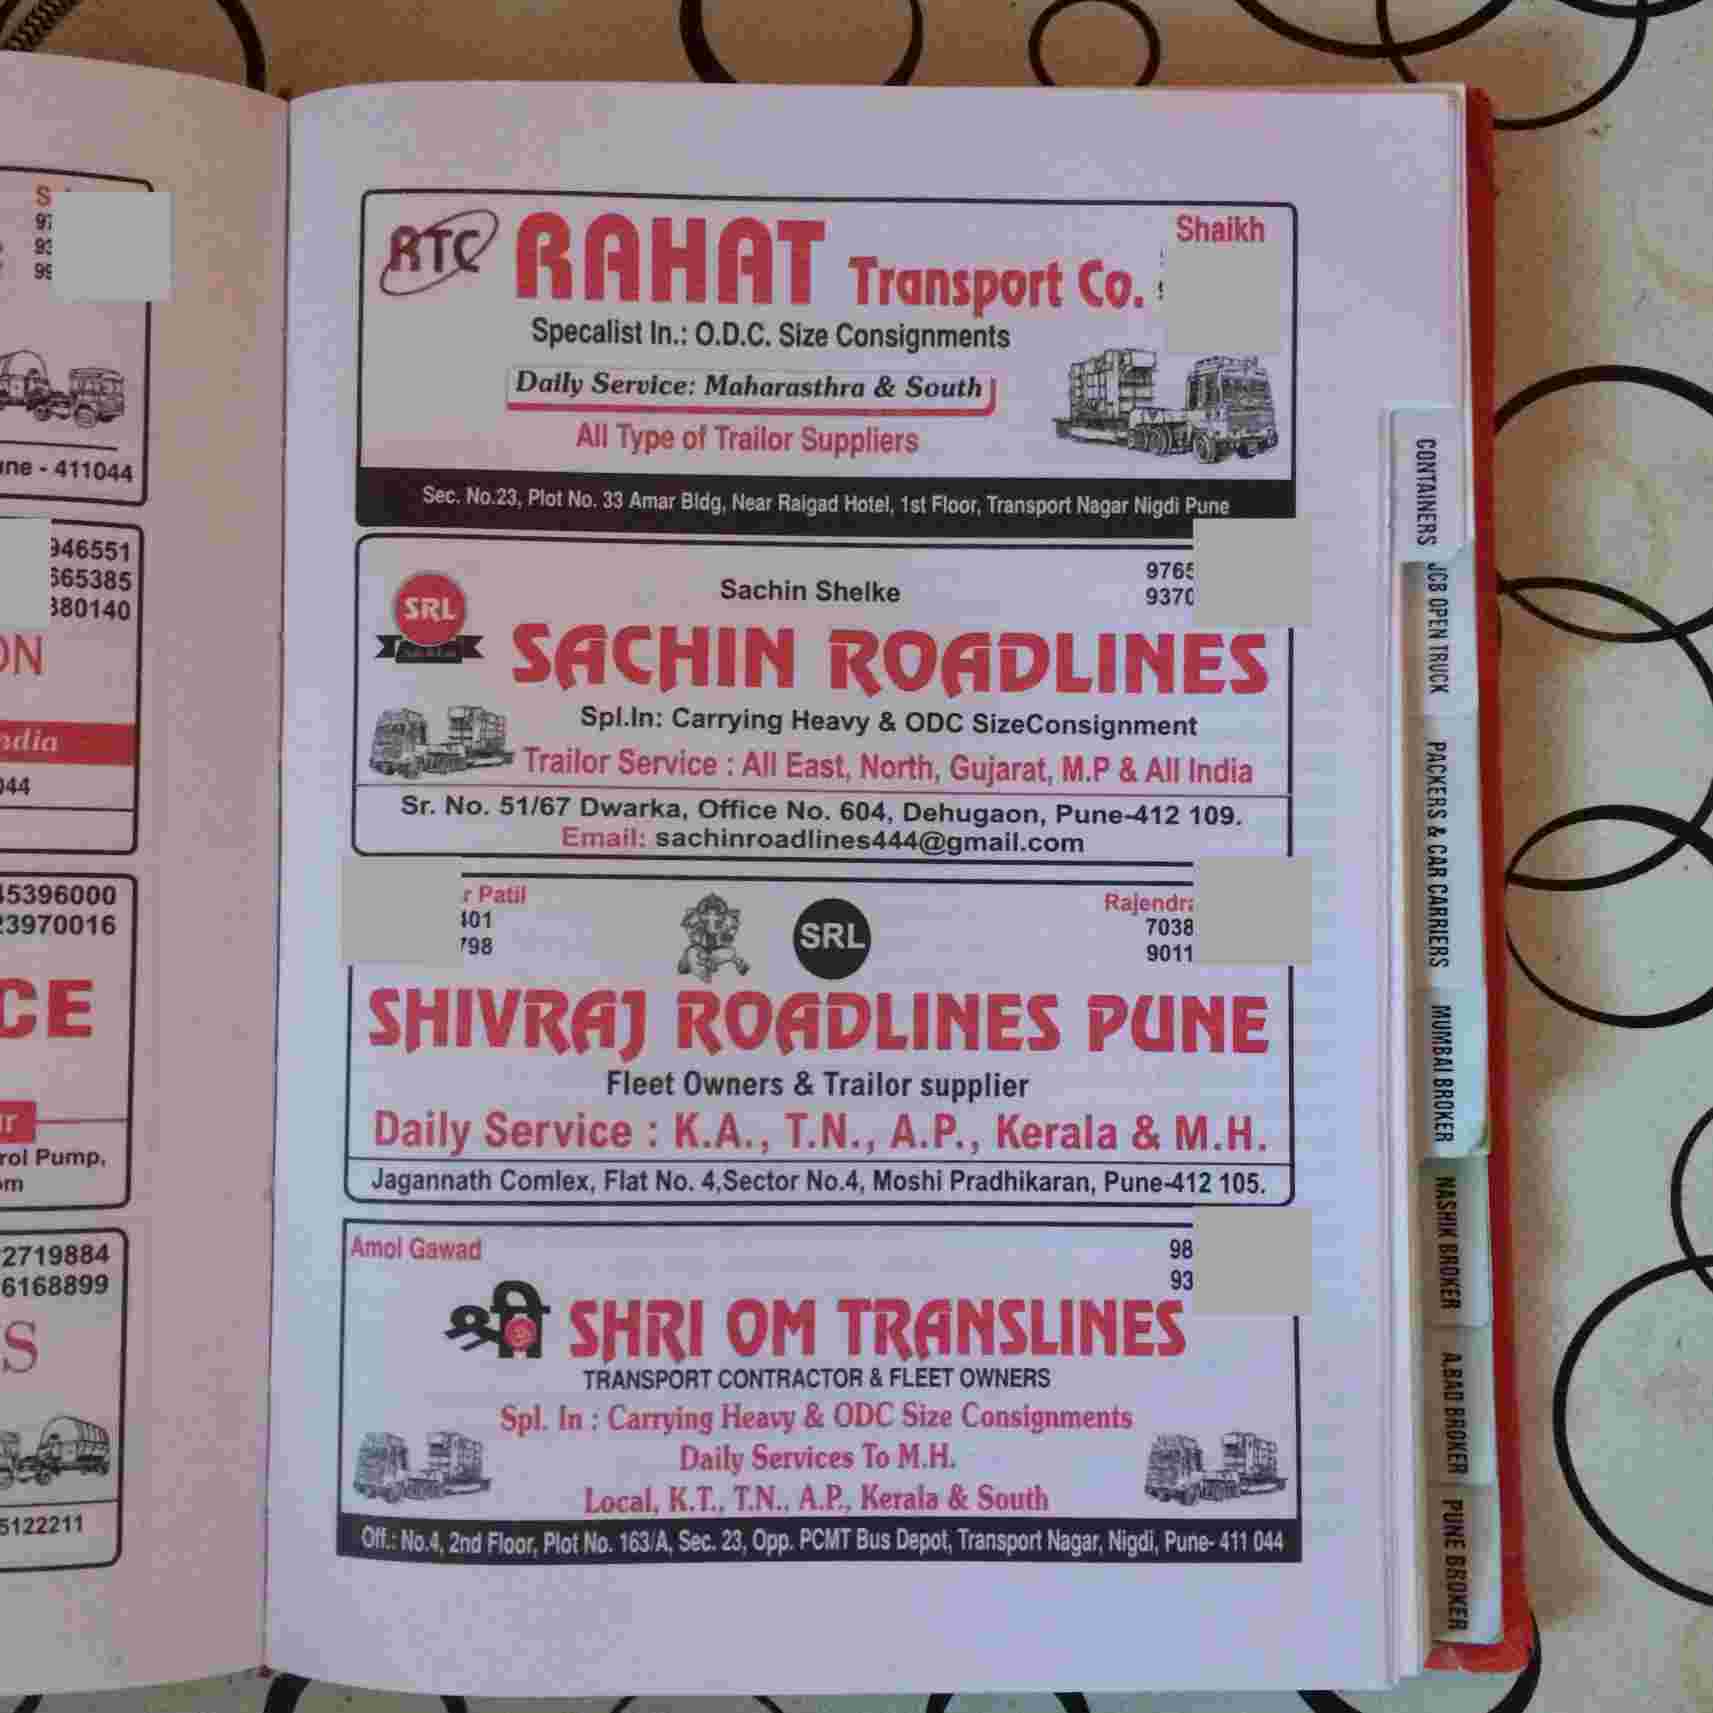 une - 411044
946551
665385
380140
ON
ndia
044
45396000
23970016
CE
ur
rol Pump,
om
2719884
6168899
S
5122211
RTC
RAHAT Transport Co.
Shaikh
Specalist In.: O.D.C. Size Consignments
Daily Service: Maharasthra & South
All Type of Trailor Suppliers
Sec. No.23, Plot No. 33 Amar Bldg, Near Raigad Hotel, 1st Floor, Transport Nagar Nigdi Pune
Sachin Shelke
9765
9370
SRL
SACHIN ROADLINES
Spl.In: Carrying Heavy & ODC SizeConsignment
Trailor Service : All East, North, Gujarat, M.P & All India
Sr. No. 51/67 Dwarka, Office No. 604, Dehugaon, Pune-412 109.
Email: sachinroadlines444@gmail.com
r Patil
401
798
SRL
Rajendra
7038
9011
SHIVRAJ ROADLINES PUNE
Fleet Owners & Trailor supplier
Daily Service : K.A., T.N., A.P., Kerala & M.H.
Jagannath Comlex, Flat No. 4,Sector No.4, Moshi Pradhikaran, Pune-412 105.
Amol Gawad
98
93
श्री
SHRI OM TRANSLINES
TRANSPORT CONTRACTOR & FLEET OWNERS
Spl. In : Carrying Heavy & ODC Size Consignments
Daily Services To M.H.
Local, K.T., T.N., A.P., Kerala & South
Off.: No.4, 2nd Floor, Plot No. 163/A, Sec. 23, Opp. PCMT Bus Depot, Transport Nagar, Nigdi, Pune- 411 044
CONTAINERS
JCB OPEN TRUCK
PACKERS & CAR CARRIERS
MUMBAI BROKER
NASHIK BROKER
A.BAD BROKER
PUNE BROKER